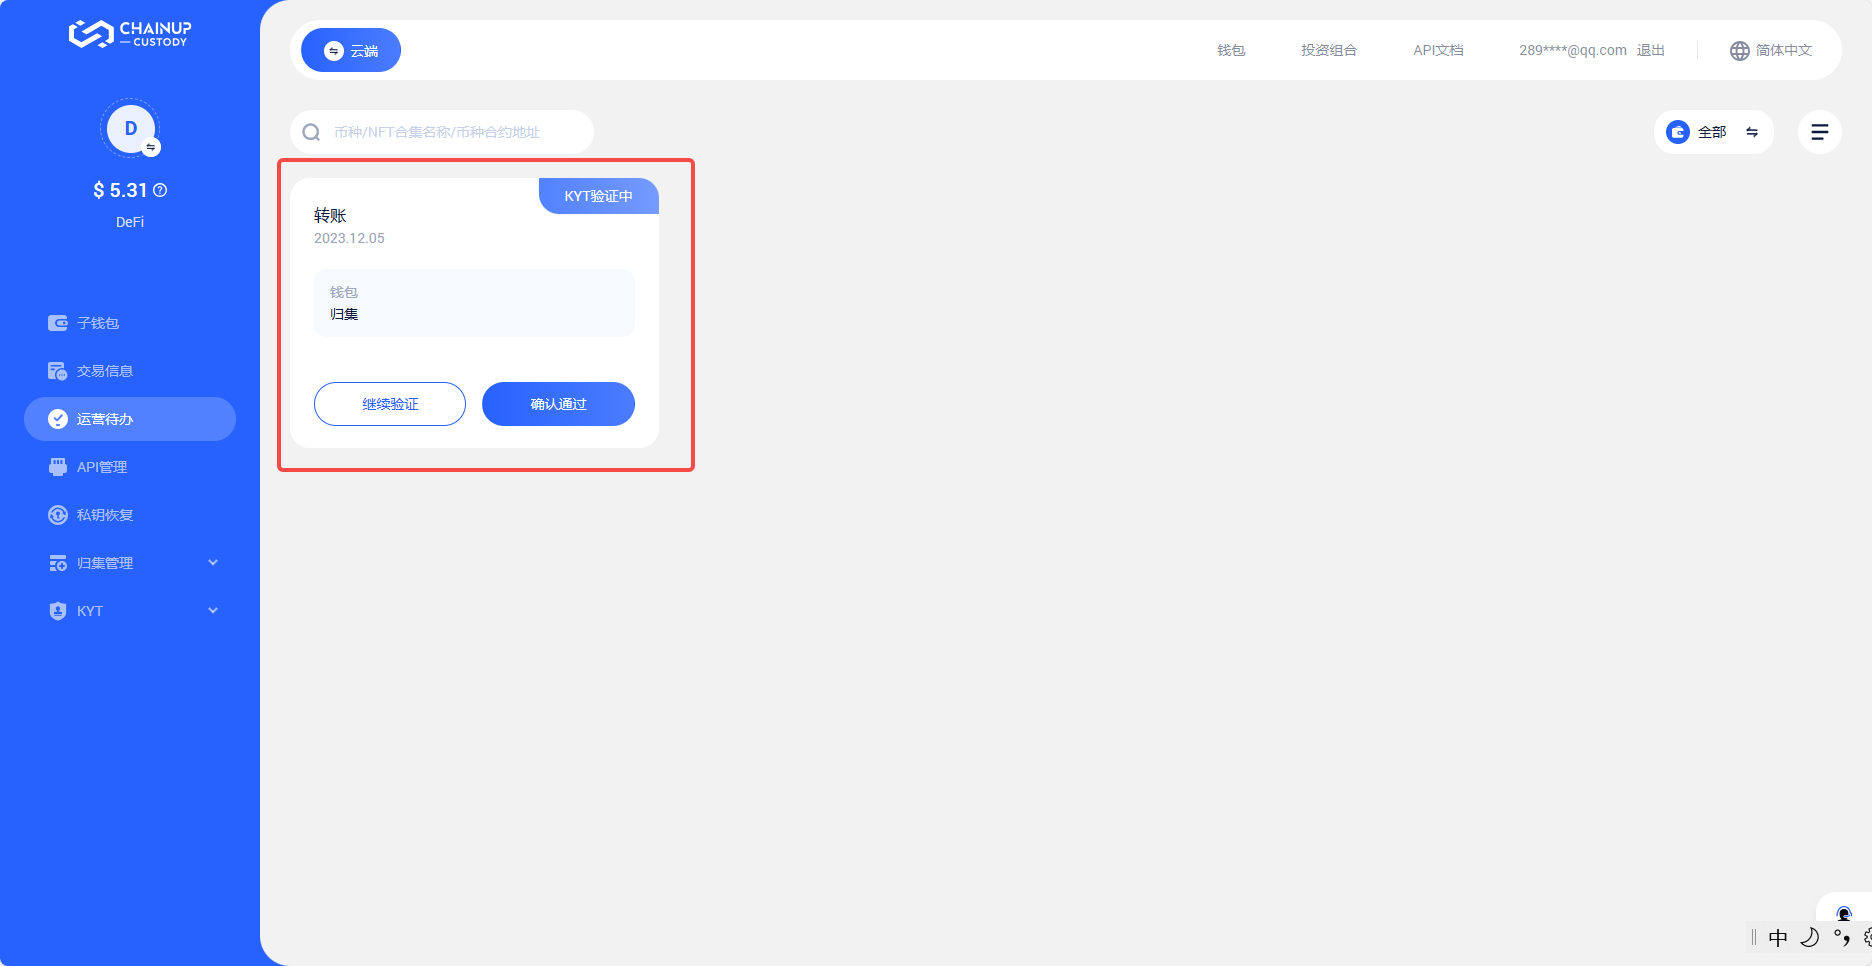 CHAINUP
CUSTODY
D
$ 5.31
DeFi
子钱包
交易信息
运营待办
API管理
私钥恢复
归集管理
KYT
云端
钱包
投资组合
API文档
289****@qq.com
退出
简体中文
币种/NFT合集名称/币种合约地址
全部
KYT验证中
转账
2023.12.05
钱包
归集
继续验证
确认通过
中